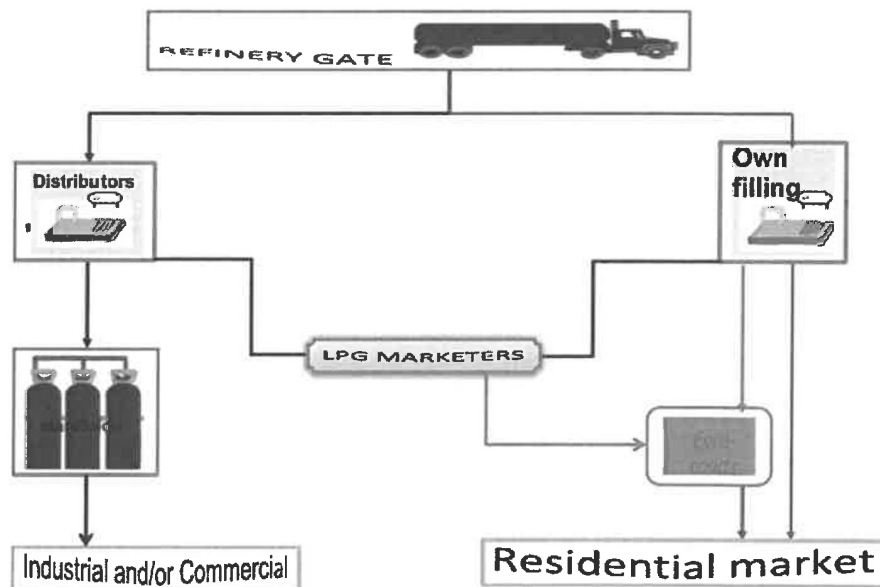 REFINERY GATE
Distributors
Own
filling
LPG MARKETERS
Industrial and/or Commercial
Residential market